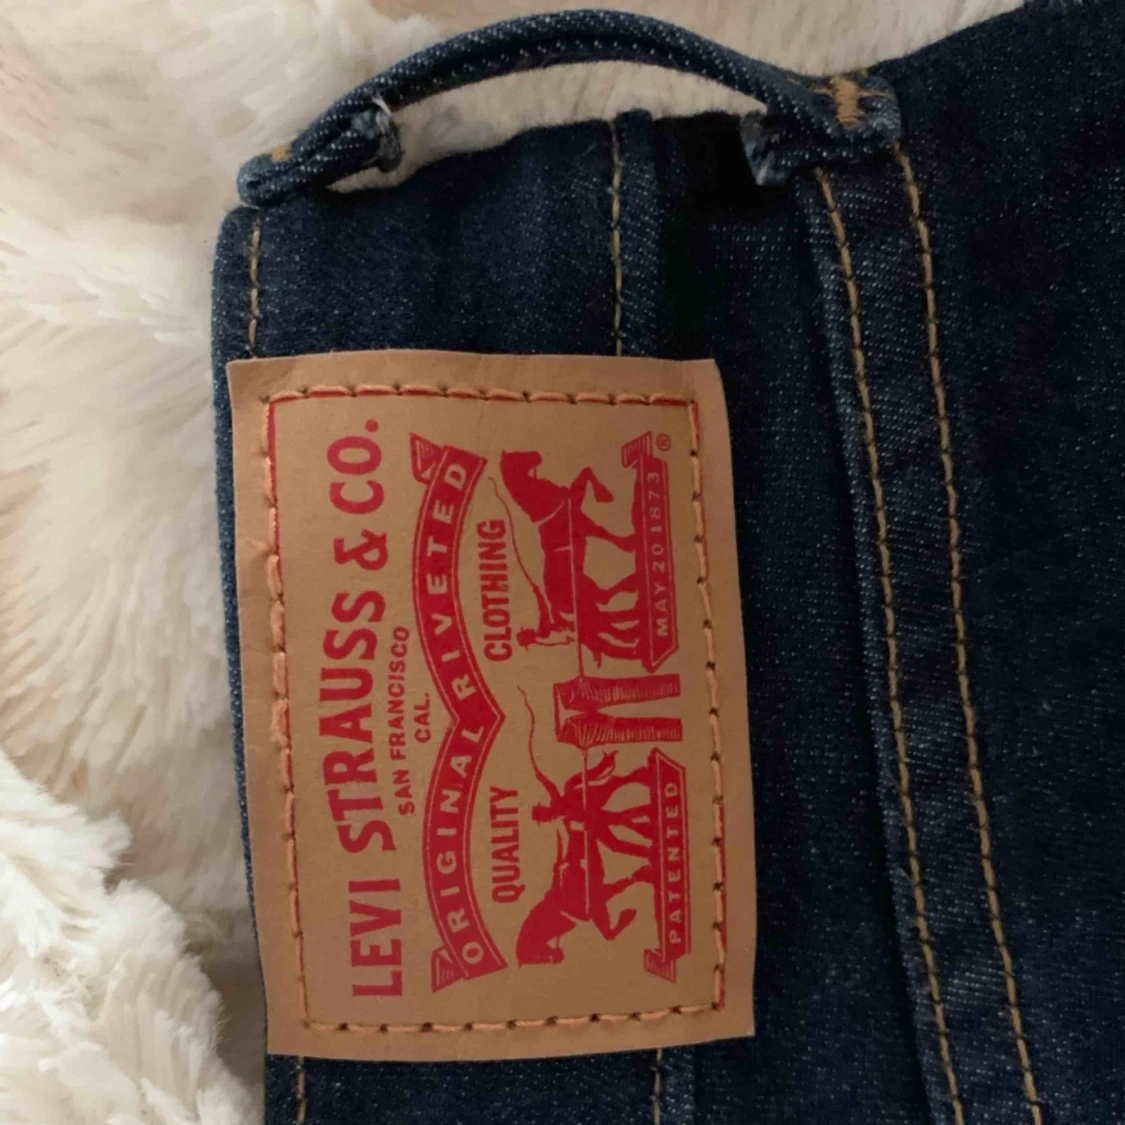 LEVI STRAUSS & CO.
SAN FRANCISCO
CAL.
ORIGINAL RIVETED
QUALITY CLOTHING
PATENTED MAY 20 1873 ®